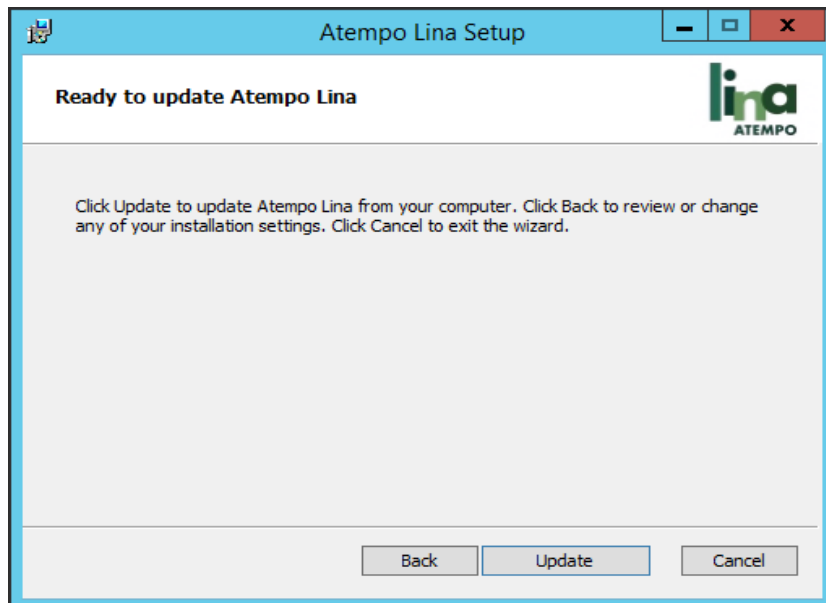 Atempo Lina Setup
Ready to update Atempo Lina
lina
ATEMPO
Click Update to update Atempo Lina from your computer. Click Back to review or change
any of your installation settings. Click Cancel to exit the wizard.
Back Update Cancel